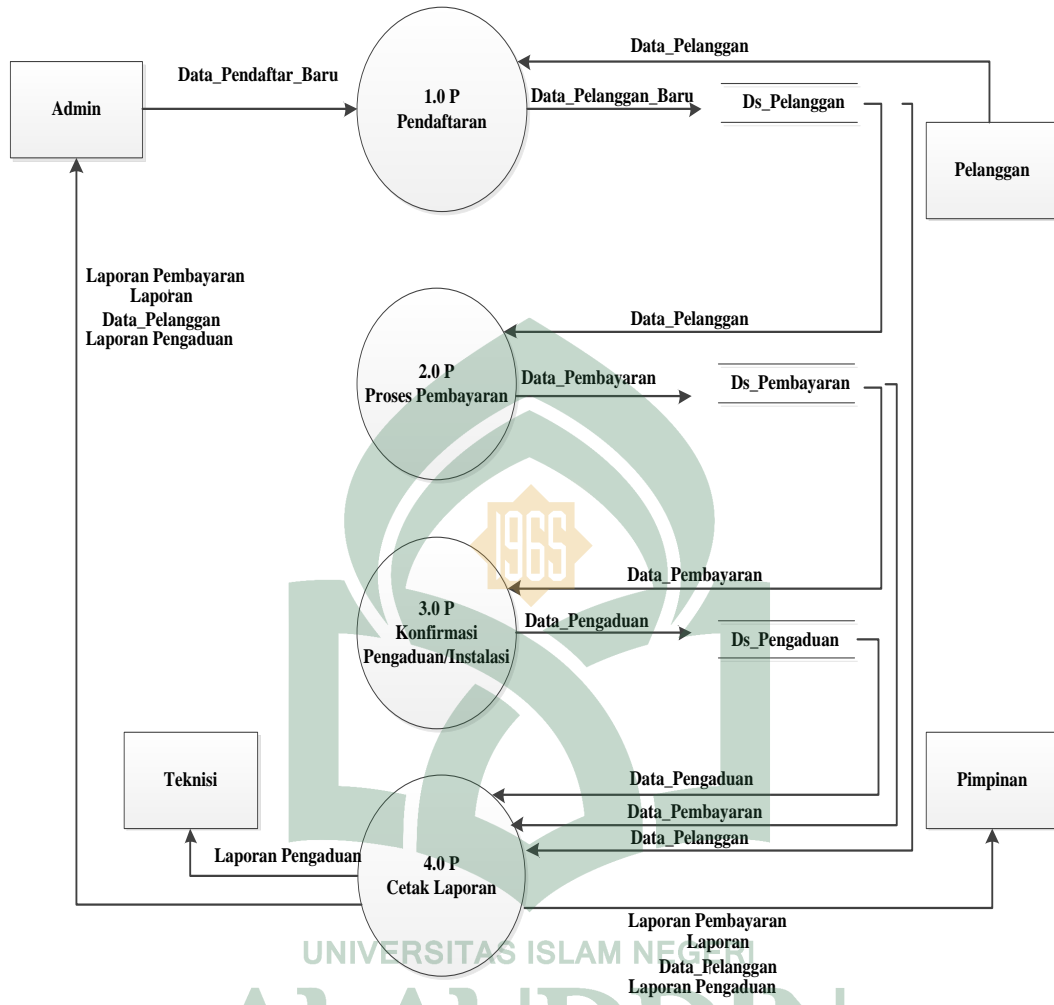 Data_Pelanggan
Admin
Data_Pendaftar_Baru
1.0 P
Pendaftaran
Data_Pelanggan_Baru
Ds_Pelanggan
Pelanggan
Laporan Pembayaran
Laporan
Data_Pelanggan
Laporan Pengaduan
Data_Pelanggan
2.0 P
Proses Pembayaran
Data_Pembayaran
Ds_Pembayaran
1965
Data_Pembayaran
3.0 P
Konfirmasi
Pengaduan/Instalasi
Data_Pengaduan
Ds_Pengaduan
Teknisi
Pimpinan
Data_Pengaduan
Data_Pembayaran
Data_Pelanggan
Laporan Pengaduan
4.0 P
Cetak Laporan
Laporan Pembayaran
Laporan
Data_Pelanggan
Laporan Pengaduan
UNIVERSITAS ISLAM NEGERI